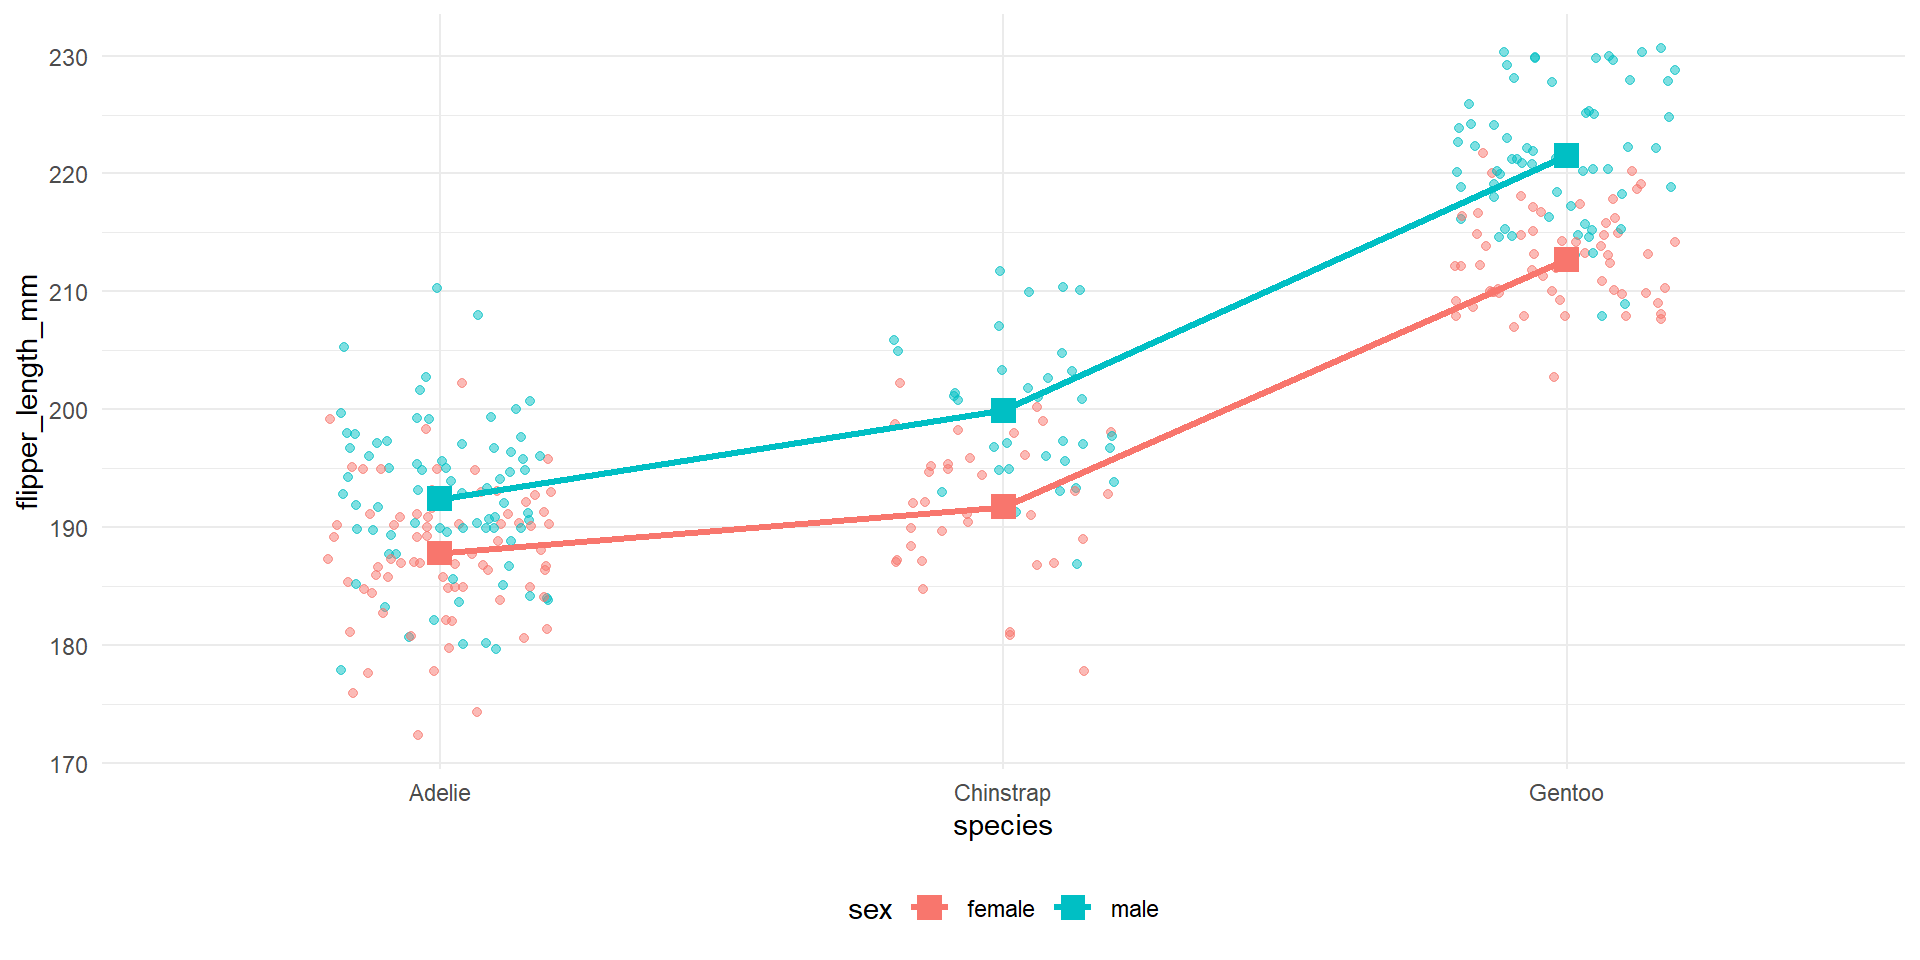 flipper_length_mm
230
220
210
200
190
180
170
Adelie Chinstrap Gentoo
species
sex female male